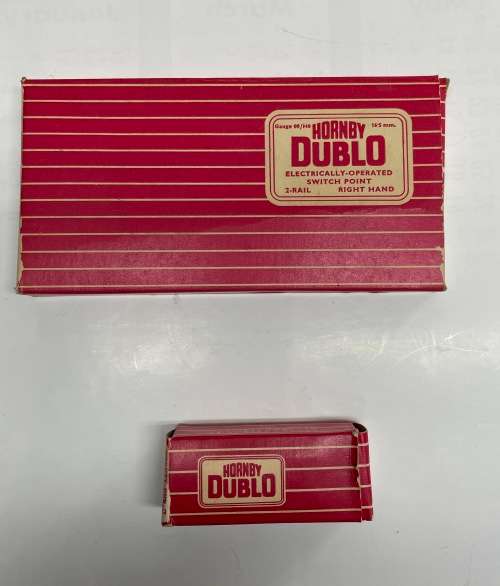 Gauge 00/H0 16·5 mm.
HORNBY
DUBLO
ELECTRICALLY-OPERATED
SWITCH POINT
2-RAIL RIGHT HAND
HORNBY
DUBLO